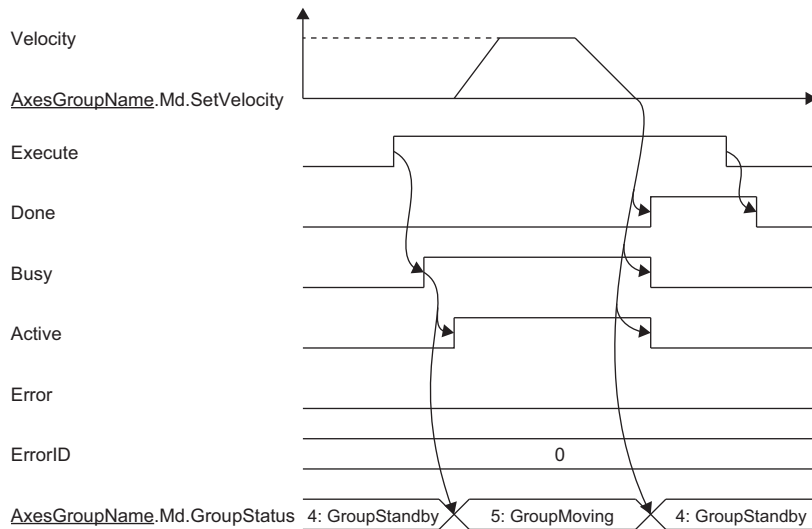 Velocity
AxesGroupName.Md.SetVelocity
Execute
Done
Busy
Active
Error
ErrorID
0
AxesGroupName.Md.GroupStatus 4: GroupStandby 5: GroupMoving 4: GroupStandby